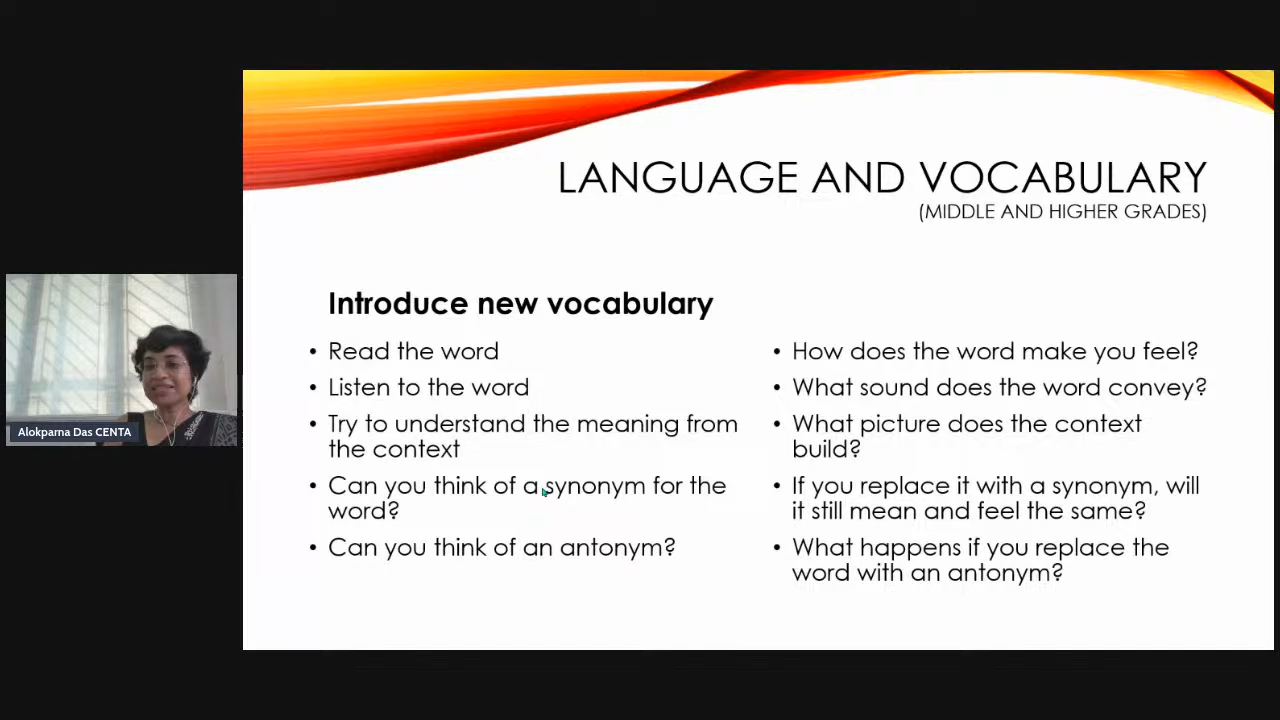 LANGUAGE AND VOCABULARY
(MIDDLE AND HIGHER GRADES)
Introduce new vocabulary
• Read the word
• Listen to the word
• Try to understand the meaning from
the context
• Can you think of a synonym for the
word?
• Can you think of an antonym?
• How does the word make you feel?
• What sound does the word convey?
• What picture does the context
build?
• If you replace it with a synonym, will
it still mean and feel the same?
• What happens if you replace the
word with an antonym?
Alokparna Das CENTA